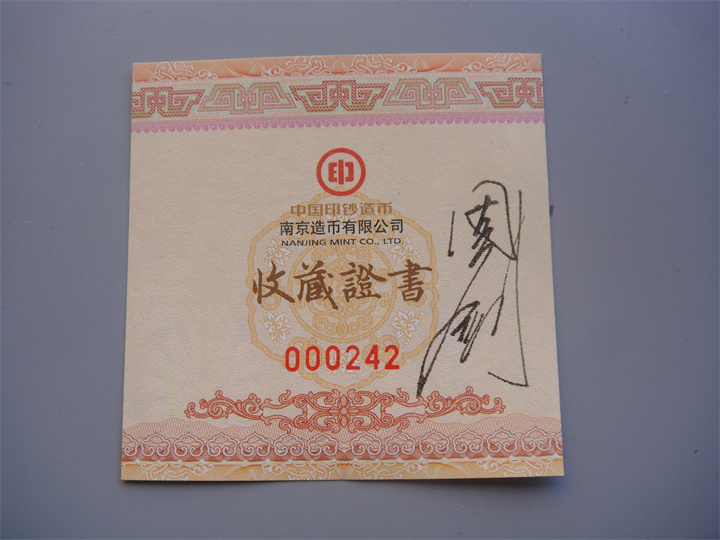 印
中国印钞造币
南京造币有限公司
NANJING MINT CO., LTD.
收藏證書
000242